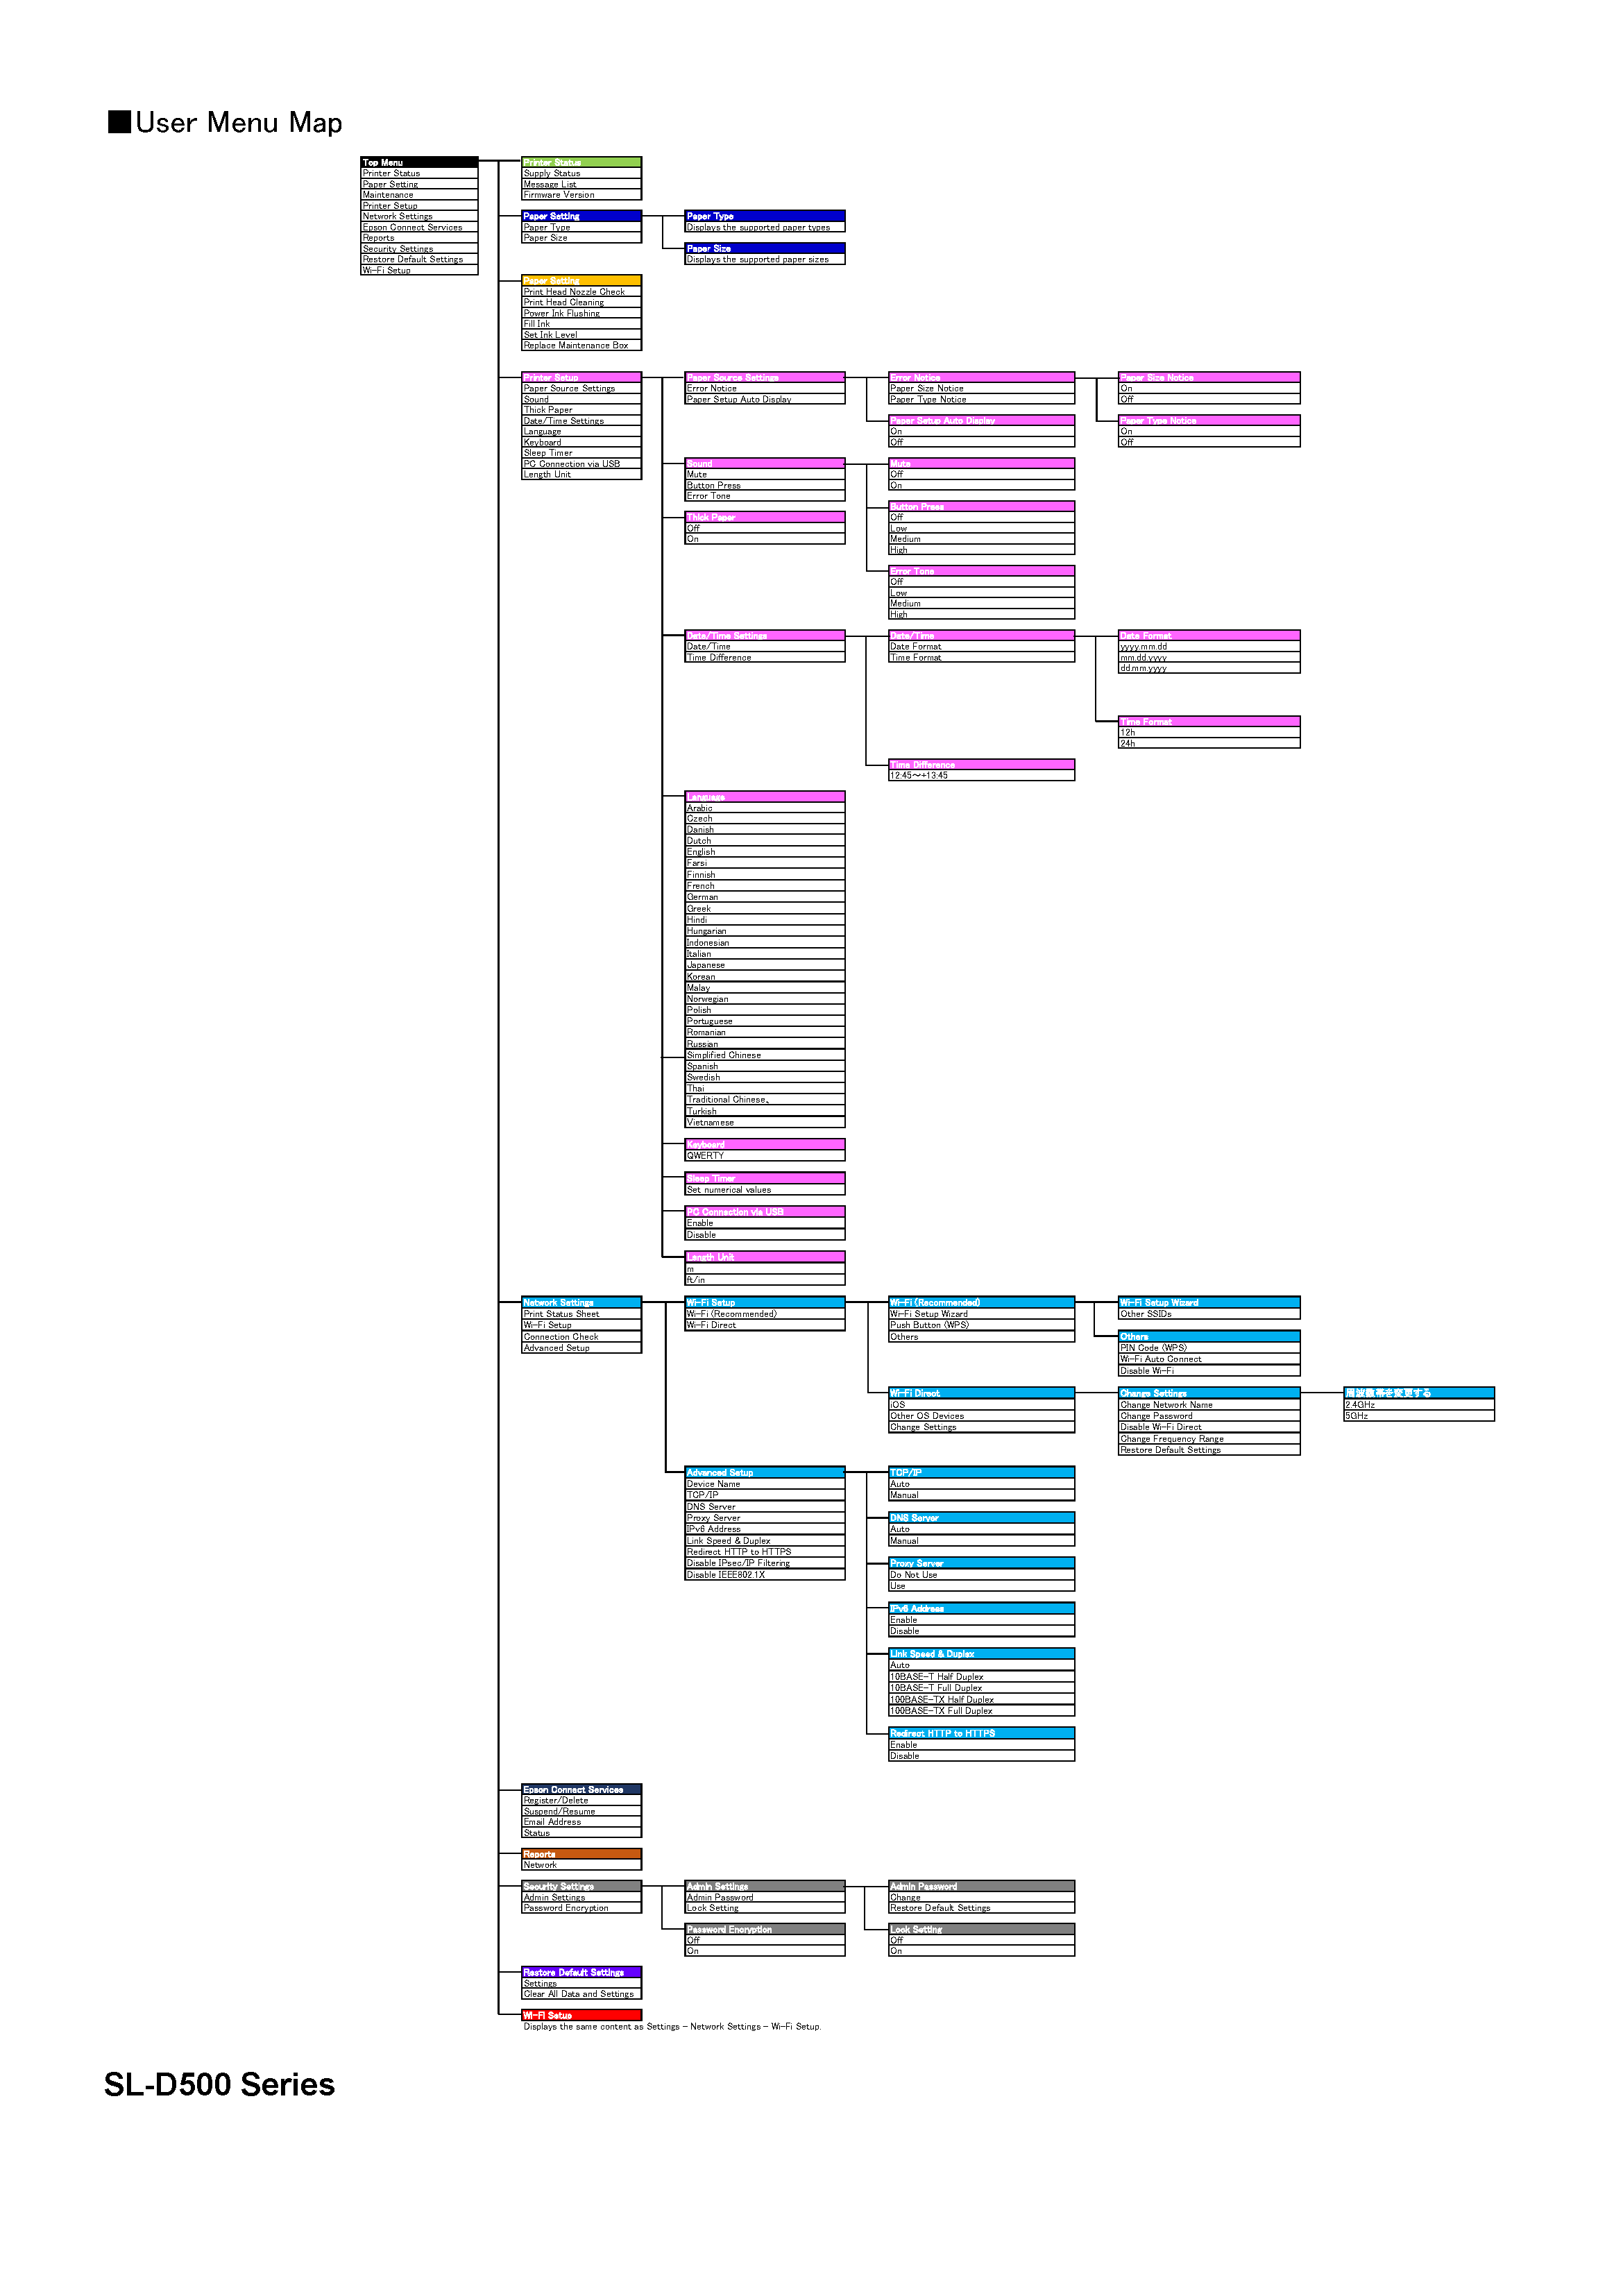 ■User Menu Map
Top Menu
Printer Status
Paper Setting
Maintenance
Printer Setup
Network Settings
Epson Connect Services
Reports
Security Settings
Restore Default Settings
Wi-Fi Setup
Printer Status
Supply Status
Message List
Firmware Version
Paper Setting
Paper Type
Paper Size
Paper Type
Displays the supported paper types
Paper Size
Displays the supported paper sizes
Paper Setting
Print Head Nozzle Check
Print Head Cleaning
Power Ink Flushing
Fill Ink
Set Ink Level
Replace Maintenance Box
Printer Setup
Paper Source Settings
Sound
Thick Paper
Date/Time Settings
Language
Keyboard
Sleep Timer
PC Connection via USB
Length Unit
Paper Source Settings
Error Notice
Paper Setup Auto Display
Error Notice
Paper Size Notice
Paper Type Notice
Paper Size Notice
On
Off
Paper Type Notice
On
Off
Paper Setup Auto Display
On
Off
Sound
Mute
Button Press
Error Tone
Mute
Off
On
Button Press
Off
Low
Medium
High
Error Tone
Off
Low
Medium
High
Thick Paper
Off
On
Date/Time Settings
Date/Time
Time Difference
Date/Time
Date Format
Time Format
Date Format
yyyy.mm.dd
mm.dd.yyyy
dd.mm.yyyy
Time Format
12h
24h
Time Difference
12:45～+13:45
Language
Arabic
Czech
Danish
Dutch
English
Farsi
Finnish
French
German
Greek
Hindi
Hungarian
Indonesian
Italian
Japanese
Korean
Malay
Norwegian
Polish
Portuguese
Romanian
Russian
Simplified Chinese
Spanish
Swedish
Thai
Traditional Chinese、
Turkish
Vietnamese
Keyboard
QWERTY
Sleep Timer
Set numerical values
PC Connection via USB
Enable
Disable
Length Unit
m
ft/in
Network Settings
Print Status Sheet
Wi-Fi Setup
Connection Check
Advanced Setup
Wi-Fi Setup
Wi-Fi (Recommended)
Wi-Fi Direct
Wi-Fi (Recommended)
Wi-Fi Setup Wizard
Push Button (WPS)
Others
Wi-Fi Setup Wizard
Other SSIDs
Others
PIN Code (WPS)
Wi-Fi Auto Connect
Disable Wi-Fi
Wi-Fi Direct
iOS
Other OS Devices
Change Settings
Change Settings
Change Network Name
Change Password
Disable Wi-Fi Direct
Change Frequency Range
Restore Default Settings
周波数帯を変更する
2.4GHz
5GHz
Advanced Setup
Device Name
TCP/IP
DNS Server
Proxy Server
IPv6 Address
Link Speed & Duplex
Redirect HTTP to HTTPS
Disable IPsec/IP Filtering
Disable IEEE802.1X
TCP/IP
Auto
Manual
DNS Server
Auto
Manual
Proxy Server
Do Not Use
Use
IPv6 Address
Enable
Disable
Link Speed & Duplex
Auto
10BASE-T Half Duplex
10BASE-T Full Duplex
100BASE-TX Half Duplex
100BASE-TX Full Duplex
Redirect HTTP to HTTPS
Enable
Disable
Epson Connect Services
Register/Delete
Suspend/Resume
Email Address
Status
Reports
Network
Security Settings
Admin Settings
Password Encryption
Admin Settings
Admin Password
Lock Setting
Admin Password
Change
Restore Default Settings
Password Encryption
Off
On
Lock Setting
Off
On
Restore Default Settings
Settings
Clear All Data and Settings
Wi-Fi Setup
Displays the same content as Settings - Network Settings - Wi-Fi Setup.
SL-D500 Series